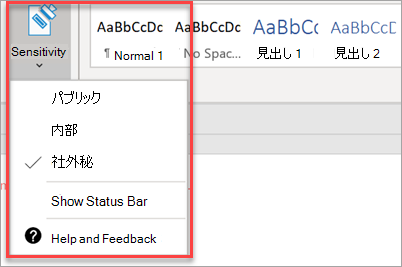 Sensitivity
AaBbCcDc AaBbCcDc AaBbCc AaBbCcD
¶ Normal 1 No Spac... 見出し 1 見出し 2
パブリック
内部
社外秘
Show Status Bar
Help and Feedback